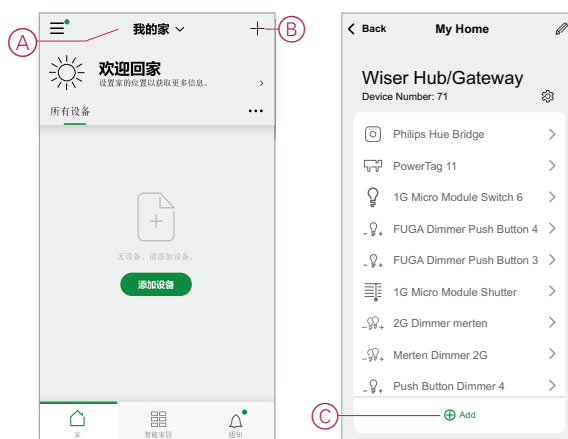 我的家
A
B
欢迎回家
设置家的位置以获取更多信息。
所有设备
无设备，请添加设备。
添加设备
家
智能家居
通知
Back
My Home
Wiser Hub/Gateway
Device Number: 71
Philips Hue Bridge
PowerTag 11
1G Micro Module Switch 6
FUGA Dimmer Push Button 4
FUGA Dimmer Push Button 3
1G Micro Module Shutter
2G Dimmer merten
Merten Dimmer 2G
Push Button Dimmer 4
C
Add